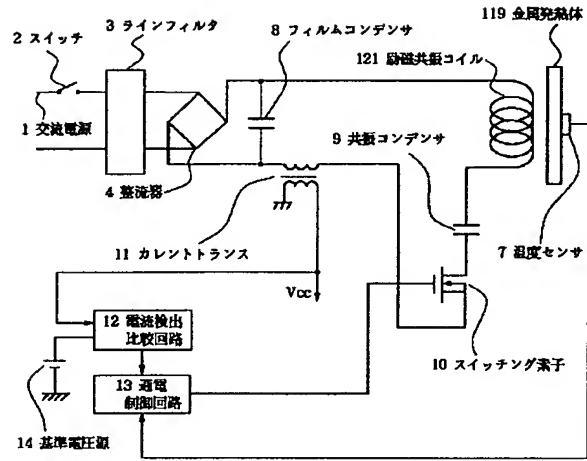 119 金属発熱体
3 ラインフィルタ
2 スイッチ
8 フィルムコンデンサ
121 励磁共振コイル
1 交流電源
9 共振コンデンサ
4 整流器
11 カレントトランス
7 温度センサ
Vcc
12 電流検出
比較回路
10 スイッチング素子
13 通電
制御回路
14 基準電圧源